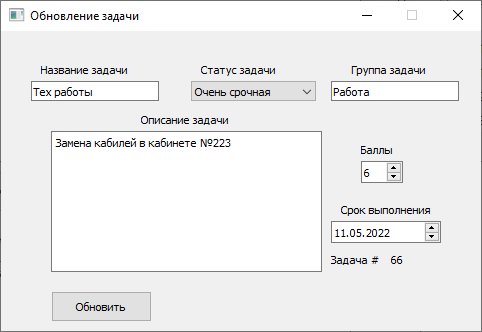 Обновление задачи
Название задачи
Статус задачи
Группа задачи
Тех работы
Очень срочная
Работа
Описание задачи
Замена кабилей в кабинете №223
Баллы
6
Срок выполнения
11.05.2022
Задача # 66
Обновить